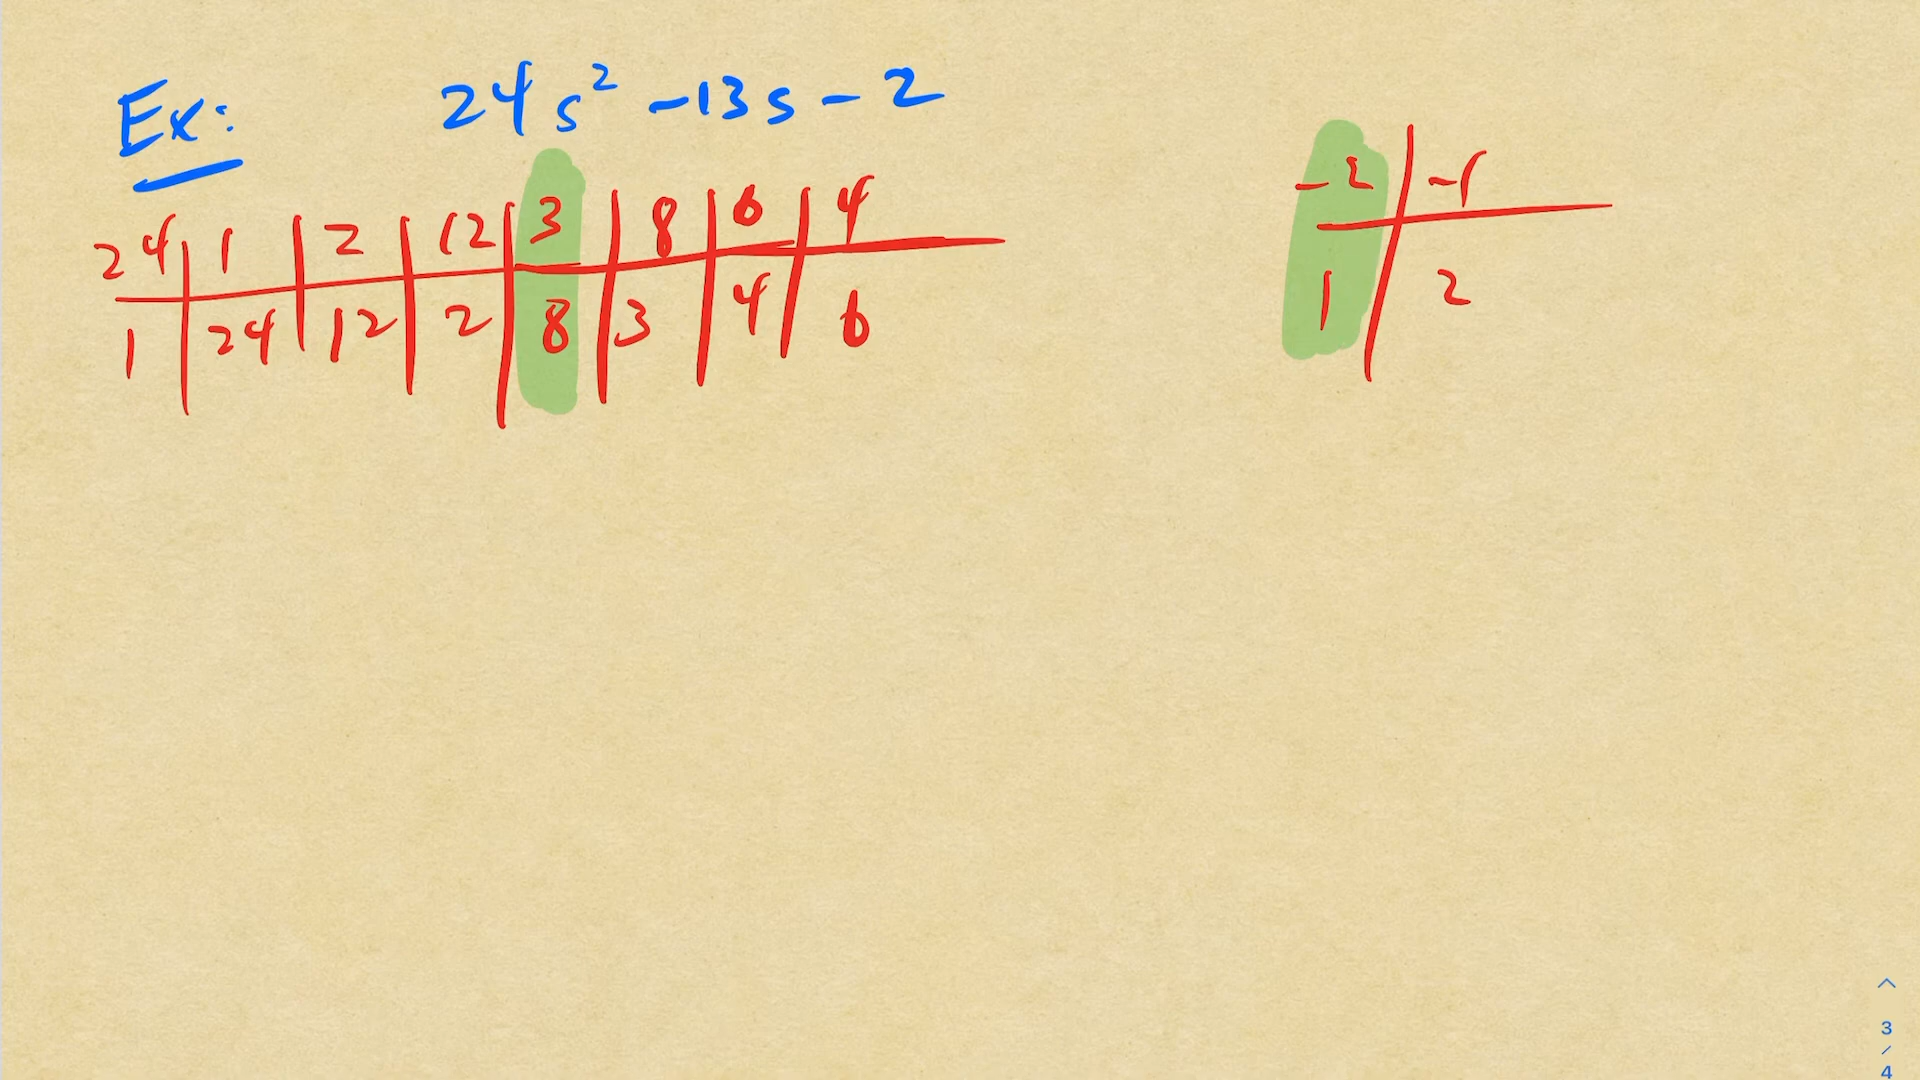 Ex: 24s² -13s - 2
24 | 1 | 2 | 12 | 3 | 8 | 6 | 4
1 | 24 | 12 | 2 | 8 | 3 | 4 | 6
-2 | -1
1 | 2
3
/
4